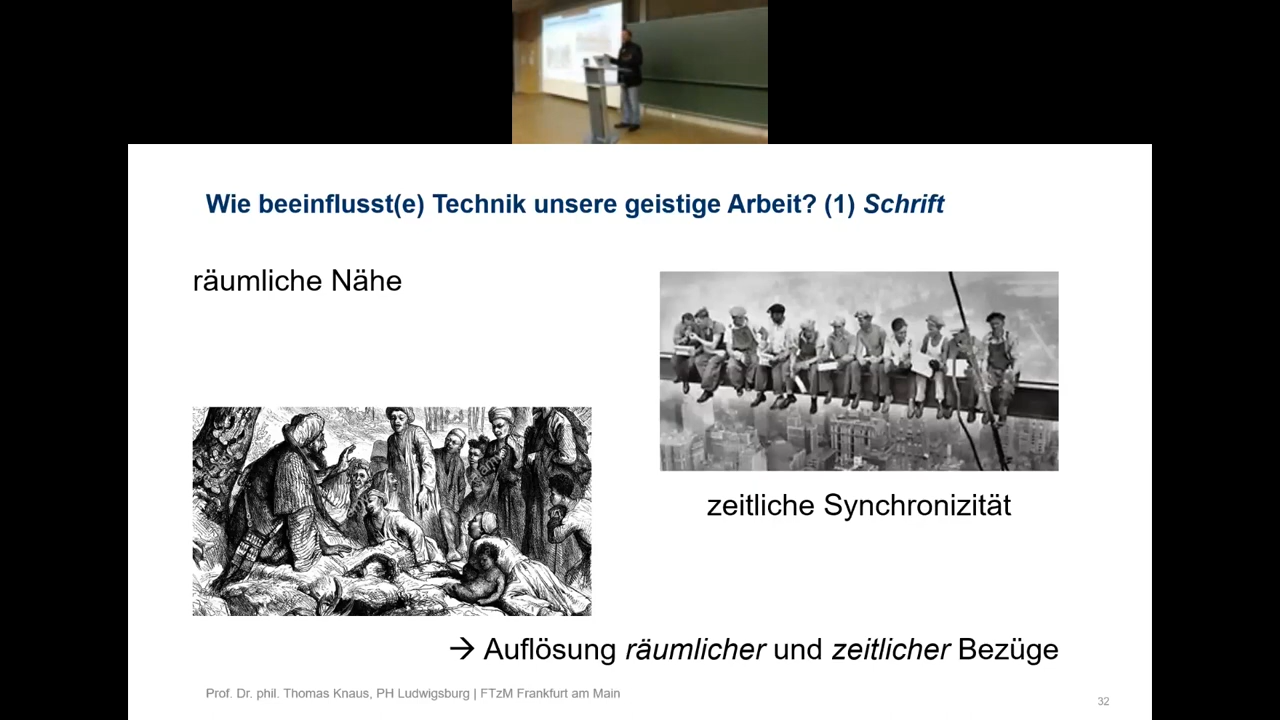 Wie beeinflusst(e) Technik unsere geistige Arbeit? (1) Schrift
räumliche Nähe
zeitliche Synchronizität
→ Auflösung räumlicher und zeitlicher Bezüge
Prof. Dr. phil. Thomas Knaus, PH Ludwigsburg | FTzM Frankfurt am Main
32